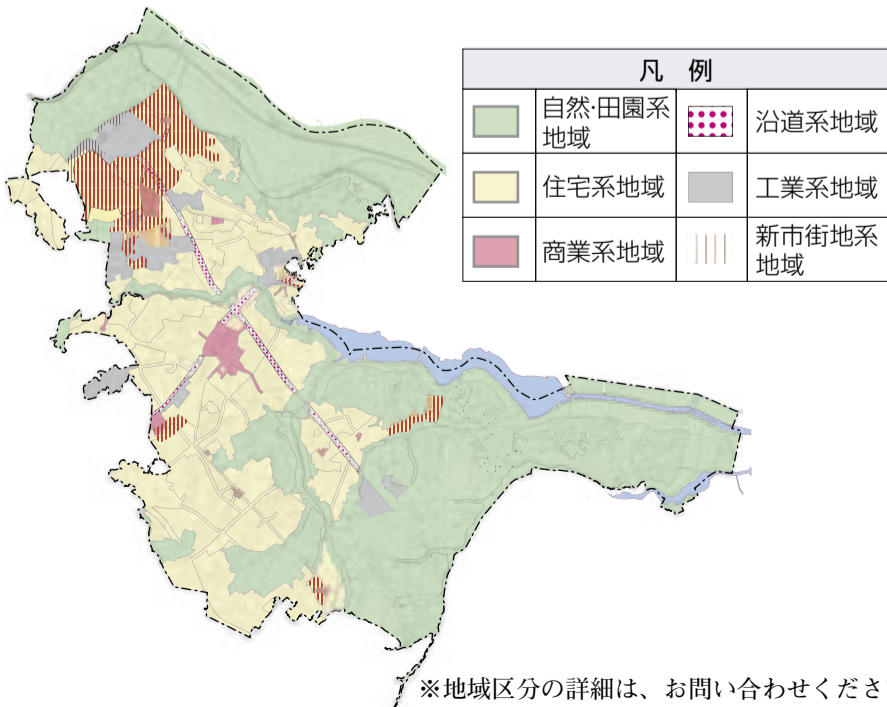 凡 例
自然・田園系
地域
沿道系地域
住宅系地域
工業系地域
商業系地域
新市街地系
地域
※地域区分の詳細は、お問い合わせくださ